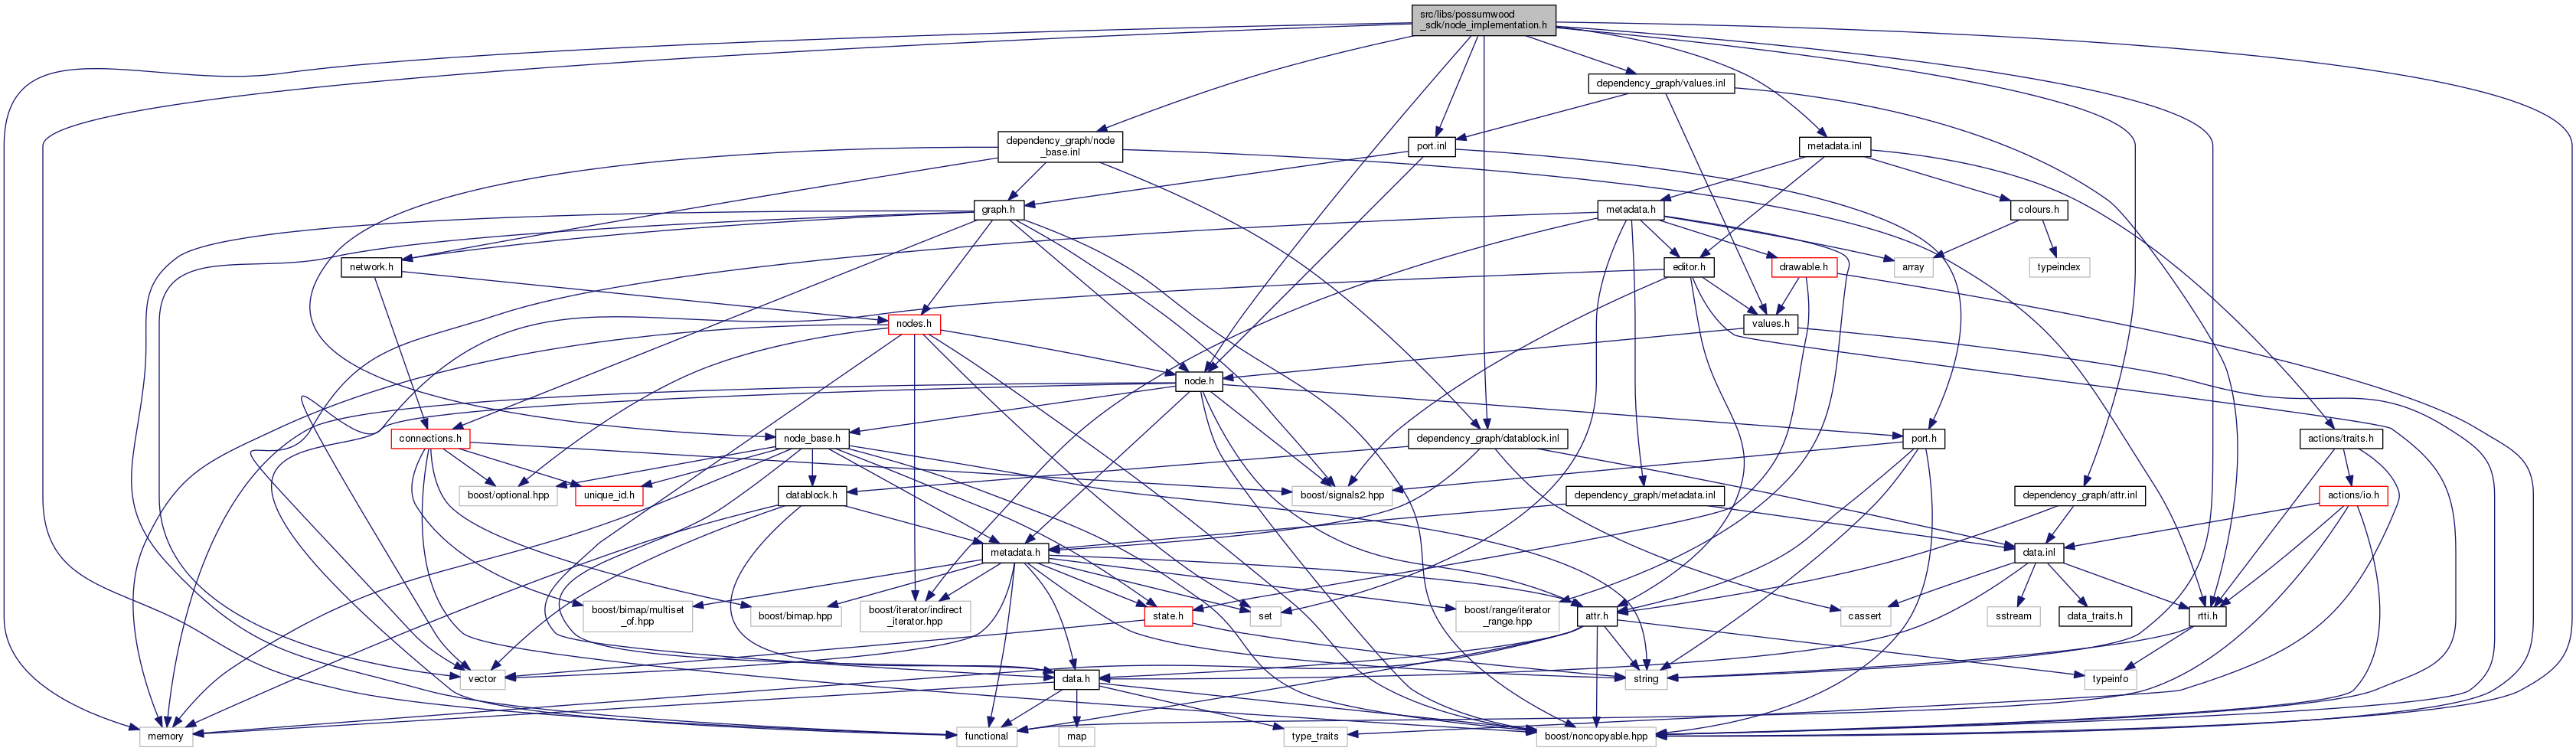 src/libs/possumwood
_sdk/node_implementation.h
dependency_graph/values.inl
dependency_graph/node
_base.inl
port.inl
metadata.inl
graph.h
metadata.h
colours.h
network.h
editor.h
drawable.h
array
typeindex
nodes.h
values.h
node.h
connections.h
node_base.h
dependency_graph/datablock.inl
port.h
actions/traits.h
boost/optional.hpp
unique_id.h
datablock.h
boost/signals2.hpp
dependency_graph/metadata.inl
dependency_graph/attr.inl
actions/io.h
metadata.h
data.inl
boost/bimap/multiset
_of.hpp
boost/bimap.hpp
boost/iterator/indirect
_iterator.hpp
state.h
set
boost/range/iterator
_range.hpp
attr.h
cassert
sstream
data_traits.h
rtti.h
vector
data.h
string
typeinfo
memory
functional
map
type_traits
boost/noncopyable.hpp